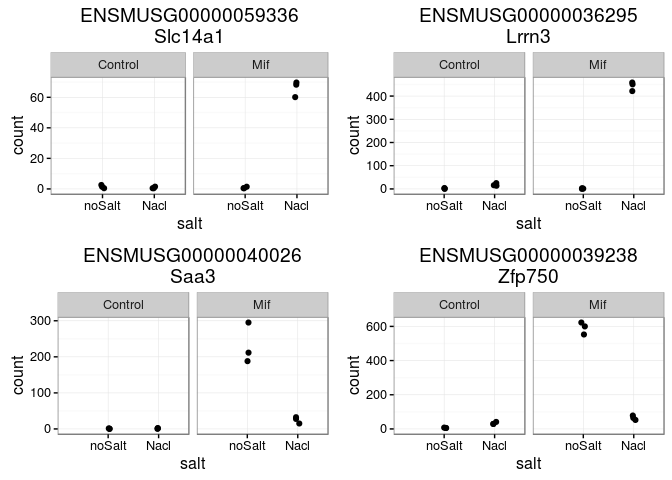 ENSMUSG00000059336
Slc14a1
Control Mif
60
40
20
0
count
noSalt Nacl noSalt Nacl
salt
ENSMUSG00000036295
Lrrn3
Control Mif
400
300
200
100
0
count
noSalt Nacl noSalt Nacl
salt
ENSMUSG00000040026
Saa3
Control Mif
300
200
100
0
count
noSalt Nacl noSalt Nacl
salt
ENSMUSG00000039238
Zfp750
Control Mif
600
400
200
0
count
noSalt Nacl noSalt Nacl
salt